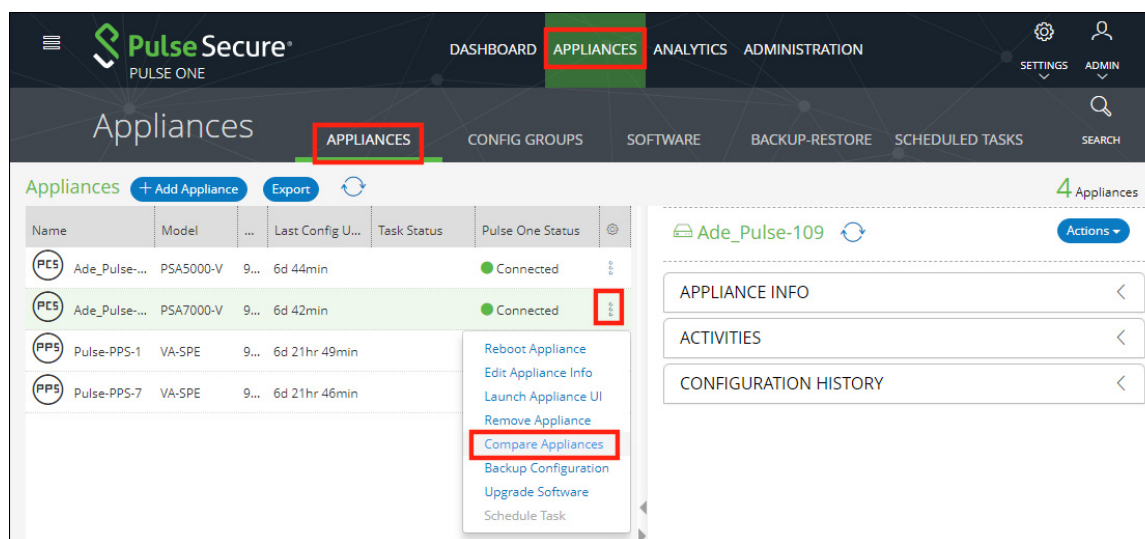 Pulse Secure®
PULSE ONE
DASHBOARD APPLIANCES ANALYTICS ADMINISTRATION
SETTINGS ADMIN
Appliances
APPLIANCES CONFIG GROUPS SOFTWARE BACKUP-RESTORE SCHEDULED TASKS
SEARCH
Appliances + Add Appliance Export
4 Appliances
Name Model ... Last Config U... Task Status Pulse One Status
PCS Ade_Pulse-... PSA5000-V 9... 6d 44min Connected
PCS Ade_Pulse-... PSA7000-V 9... 6d 42min Connected
PPS Pulse-PPS-1 VA-SPE 9... 6d 21hr 49min
PPS Pulse-PPS-7 VA-SPE 9... 6d 21hr 46min
Reboot Appliance
Edit Appliance Info
Launch Appliance UI
Remove Appliance
Compare Appliances
Backup Configuration
Upgrade Software
Schedule Task
Ade_Pulse-109
Actions
APPLIANCE INFO
ACTIVITIES
CONFIGURATION HISTORY